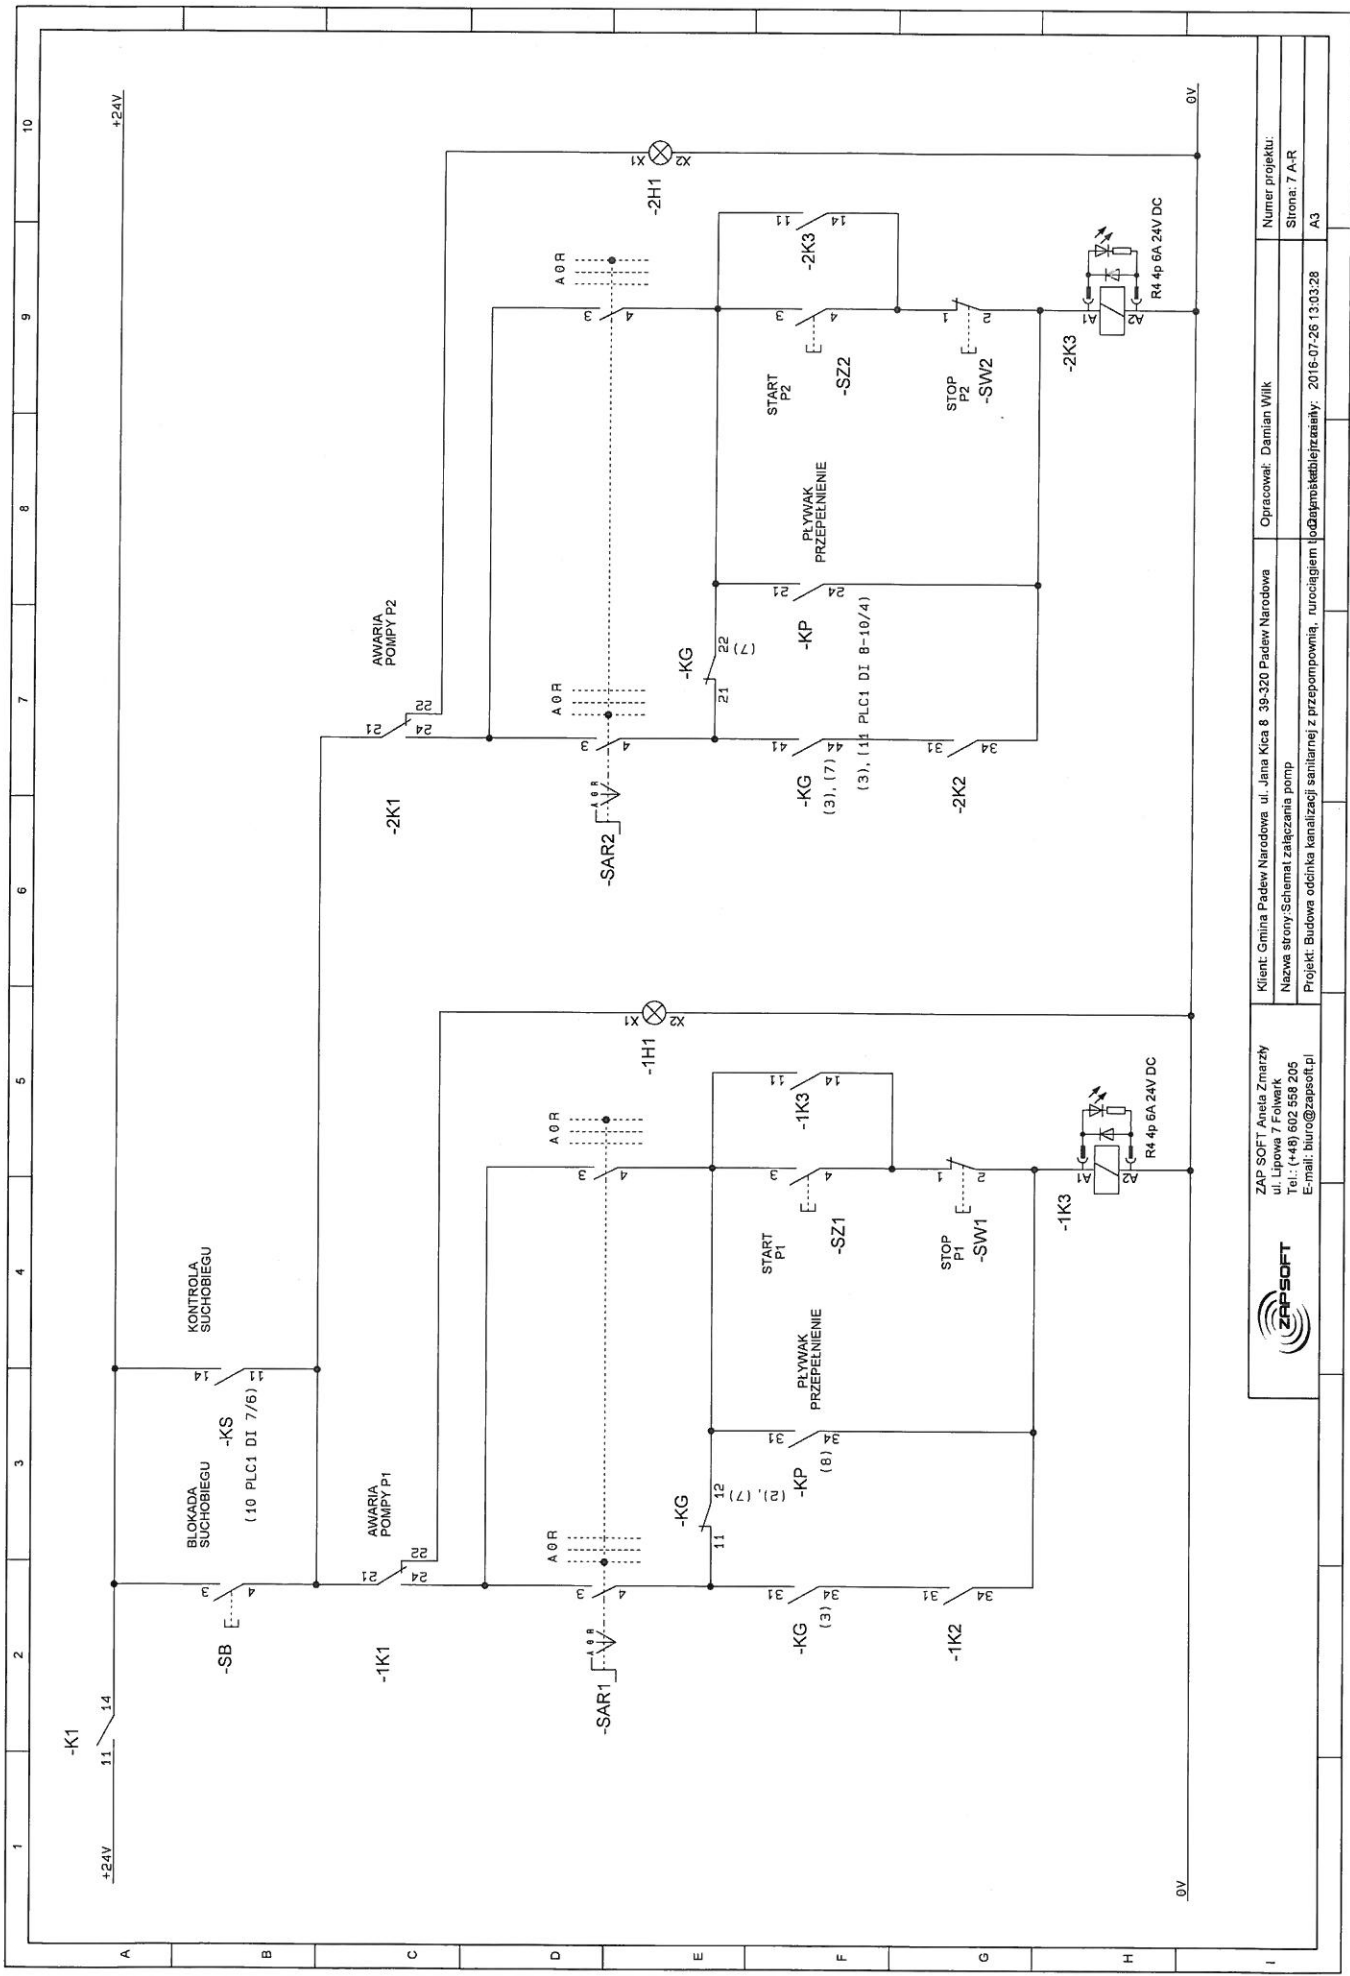 1
2
3
4
5
6
7
8
9
10
A
B
C
D
E
F
G
H
I
+24V
-K1
11
14
+24V
BLOKADA
SUCHOBIEGU
-SB
3
4
KONTROLA
SUCHOBIEGU
-KS
14
11
(10 PLC1 DI 7/6)
AWARIA
POMPY P1
-1K1
21
22
24
AWARIA
POMPY P2
-2K1
21
22
24
-SAR1
A 0 R
3
4
A 0 R
3
4
A 0 R
-1H1
X1
X2
-SAR2
A 0 R
3
4
A 0 R
3
4
A 0 R
-2H1
X1
X2
-KG
11
12
(2),(7)
-KG
31
34
(3)
-KP
31
34
(8)
PŁYWAK
PRZEPEŁNIENIE
START
P1
-SZ1
3
4
-1K3
11
14
-KG
21
22
(7)
-KG
41
44
(3),(7)
-KP
21
24
(3),(11 PLC1 DI 8-10/4)
PŁYWAK
PRZEPEŁNIENIE
START
P2
-SZ2
3
4
-2K3
11
14
-1K2
31
34
STOP
P1
-SW1
1
2
-2K2
31
34
STOP
P2
-SW2
1
2
-1K3
A1
A2
R4 4p 6A 24V DC
-2K3
A1
A2
R4 4p 6A 24V DC
0V
0V
ZAPSOFT
ZAP SOFT Aneta Zmarzły
ul. Lipowa 7 Folwark
Tel.: (+48) 602 558 205
E-mail: biuro@zapsoft.pl
Klient: Gmina Padew Narodowa ul. Jana Kica 8 39-320 Padew Narodowa
Opracował: Damian Wilk
Numer projektu:
Nazwa strony:Schemat załączania pomp
Strona: 7 A-R
Projekt: Budowa odcinka kanalizacji sanitarnej z przepompownią, rurociągiem
2016-07-26 13:03:28
A3